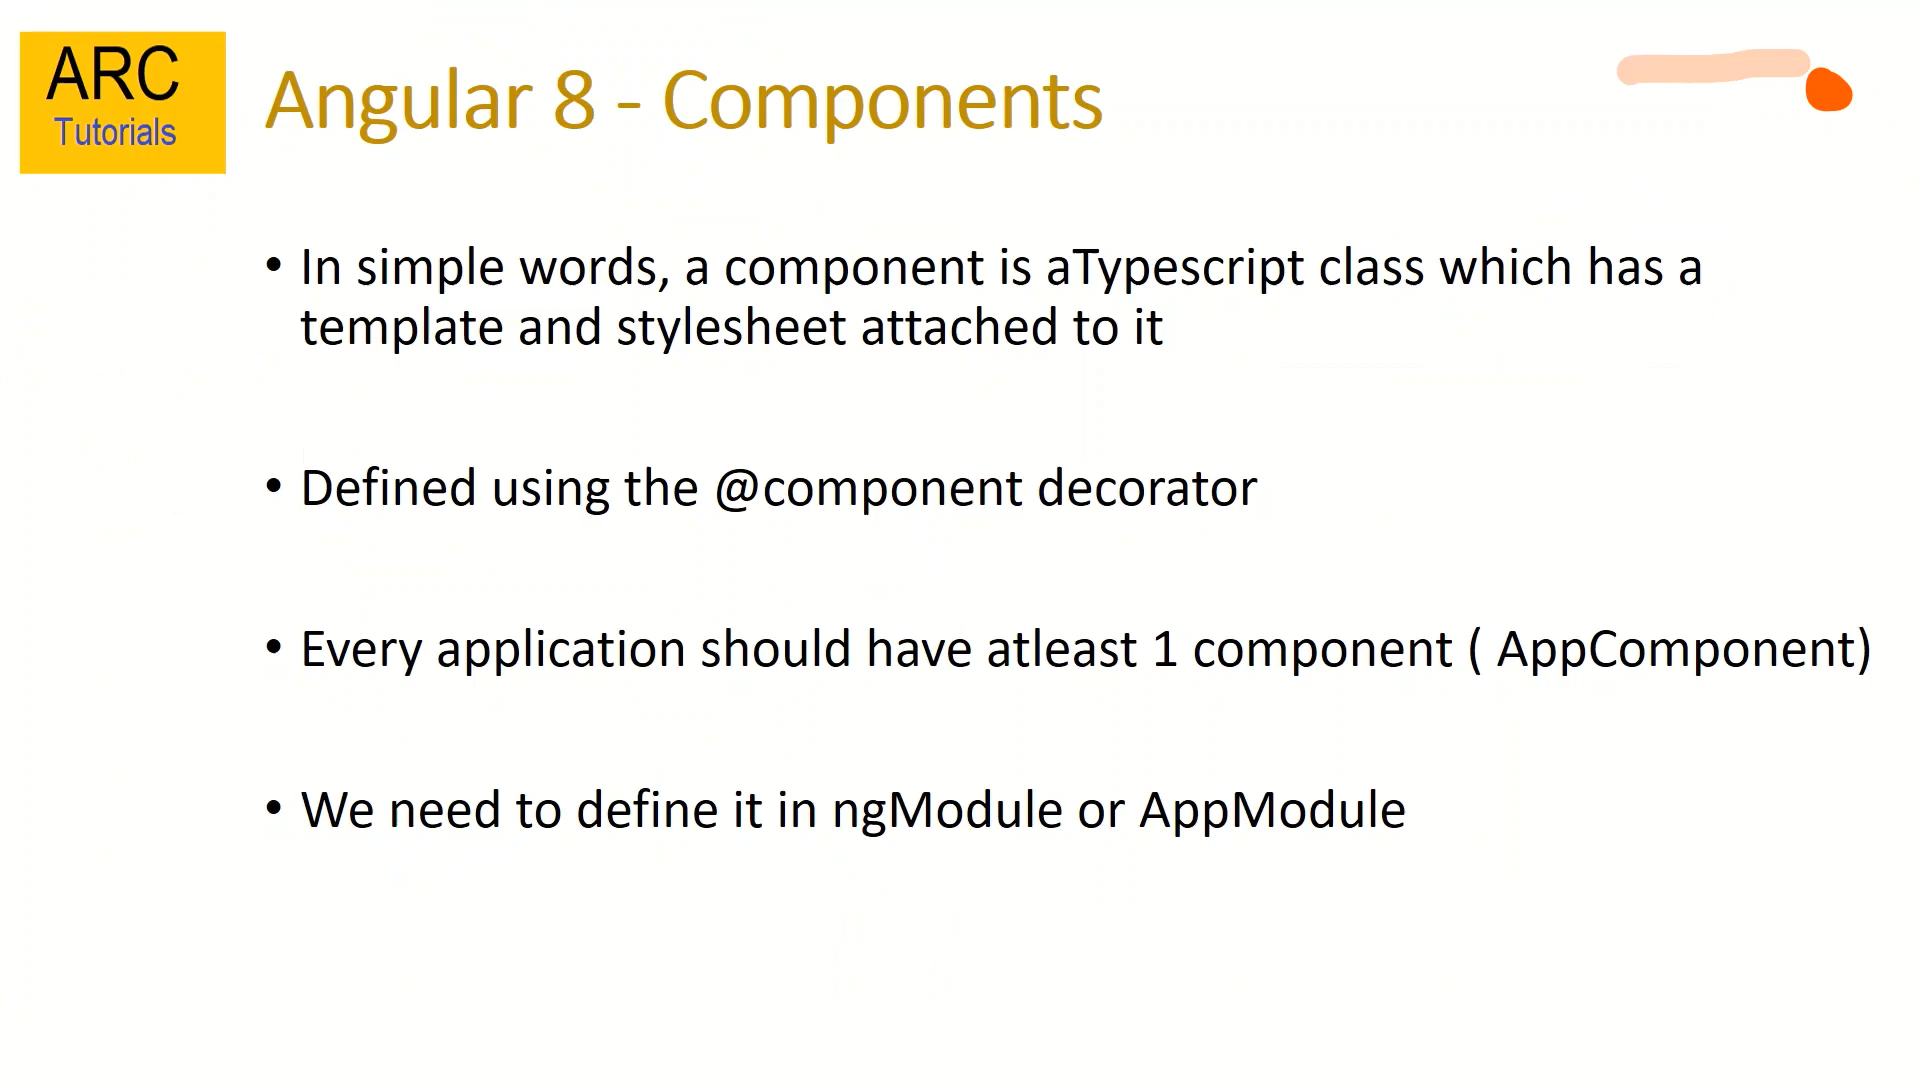 ARC
Tutorials
Angular 8 - Components
• In simple words, a component is aTypescript class which has a
template and stylesheet attached to it
• Defined using the @component decorator
• Every application should have atleast 1 component ( AppComponent)
• We need to define it in ngModule or AppModule